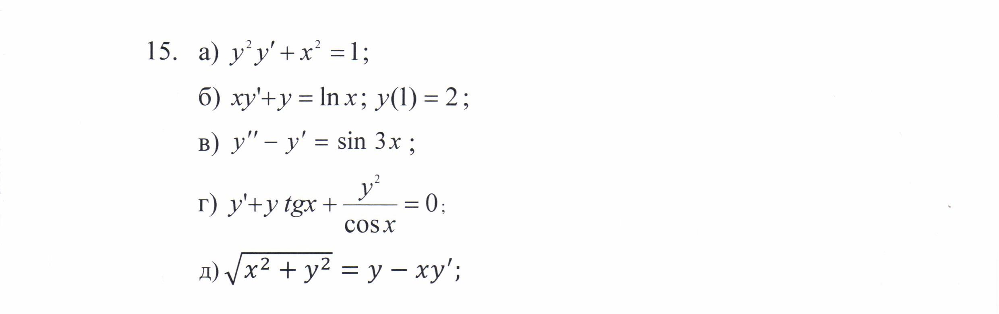 15. а) y²y′ + x² = 1;
б) xy'+y = ln x; y(1) = 2;
в) y″ − y′ = sin 3x;
г) y'+y tgx + y²/cos x = 0;
д) √(x² + y²) = y − xy′;